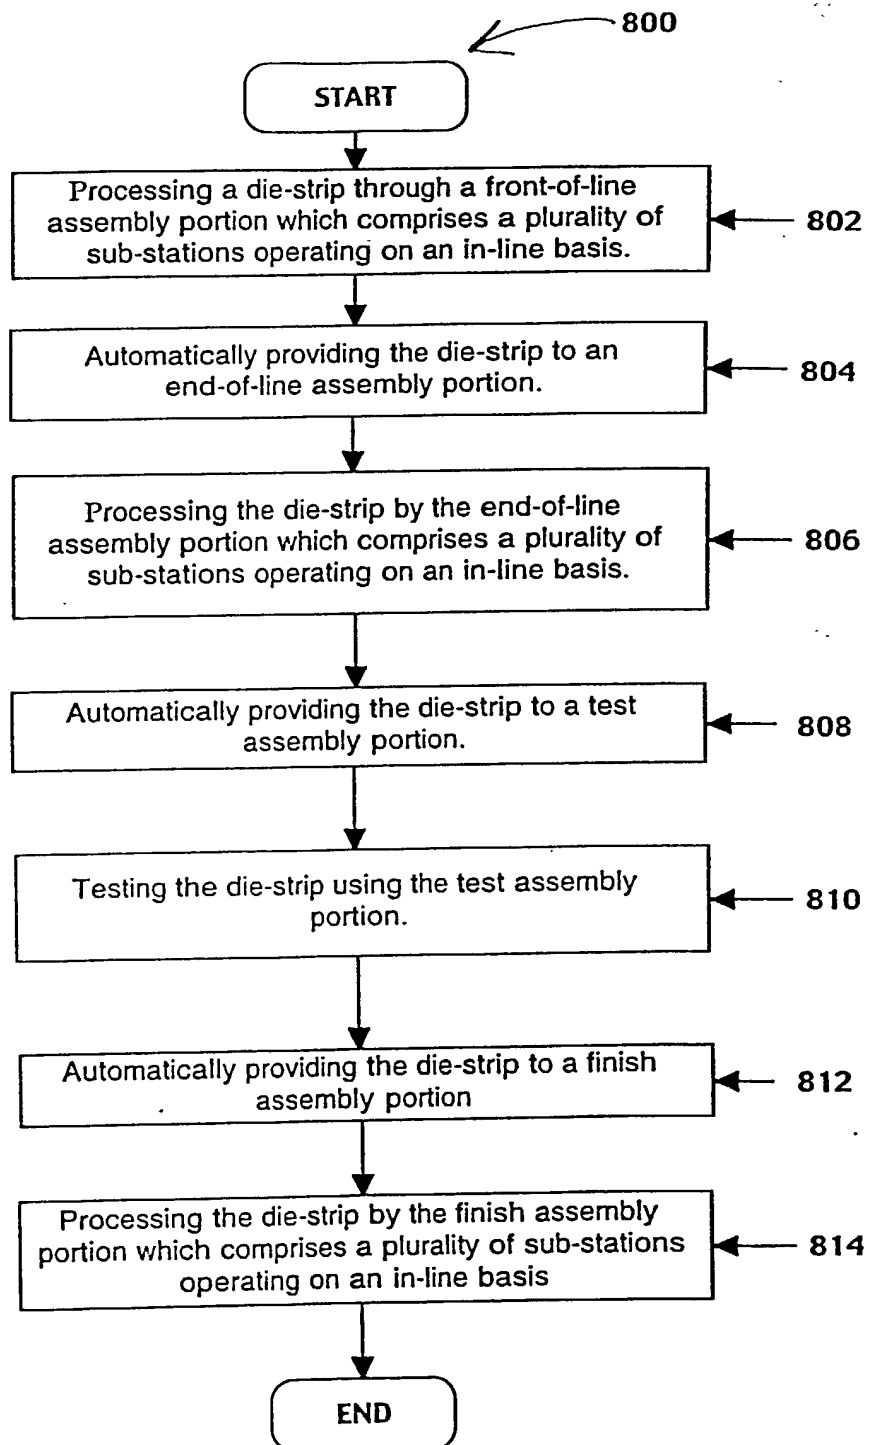 800
START
Processing a die-strip through a front-of-line
assembly portion which comprises a plurality of
sub-stations operating on an in-line basis.
802
Automatically providing the die-strip to an
end-of-line assembly portion.
804
Processing the die-strip by the end-of-line
assembly portion which comprises a plurality of
sub-stations operating on an in-line basis.
806
Automatically providing the die-strip to a test
assembly portion.
808
Testing the die-strip using the test assembly
portion.
810
Automatically providing the die-strip to a finish
assembly portion
812
Processing the die-strip by the finish assembly
portion which comprises a plurality of sub-stations
operating on an in-line basis
814
END